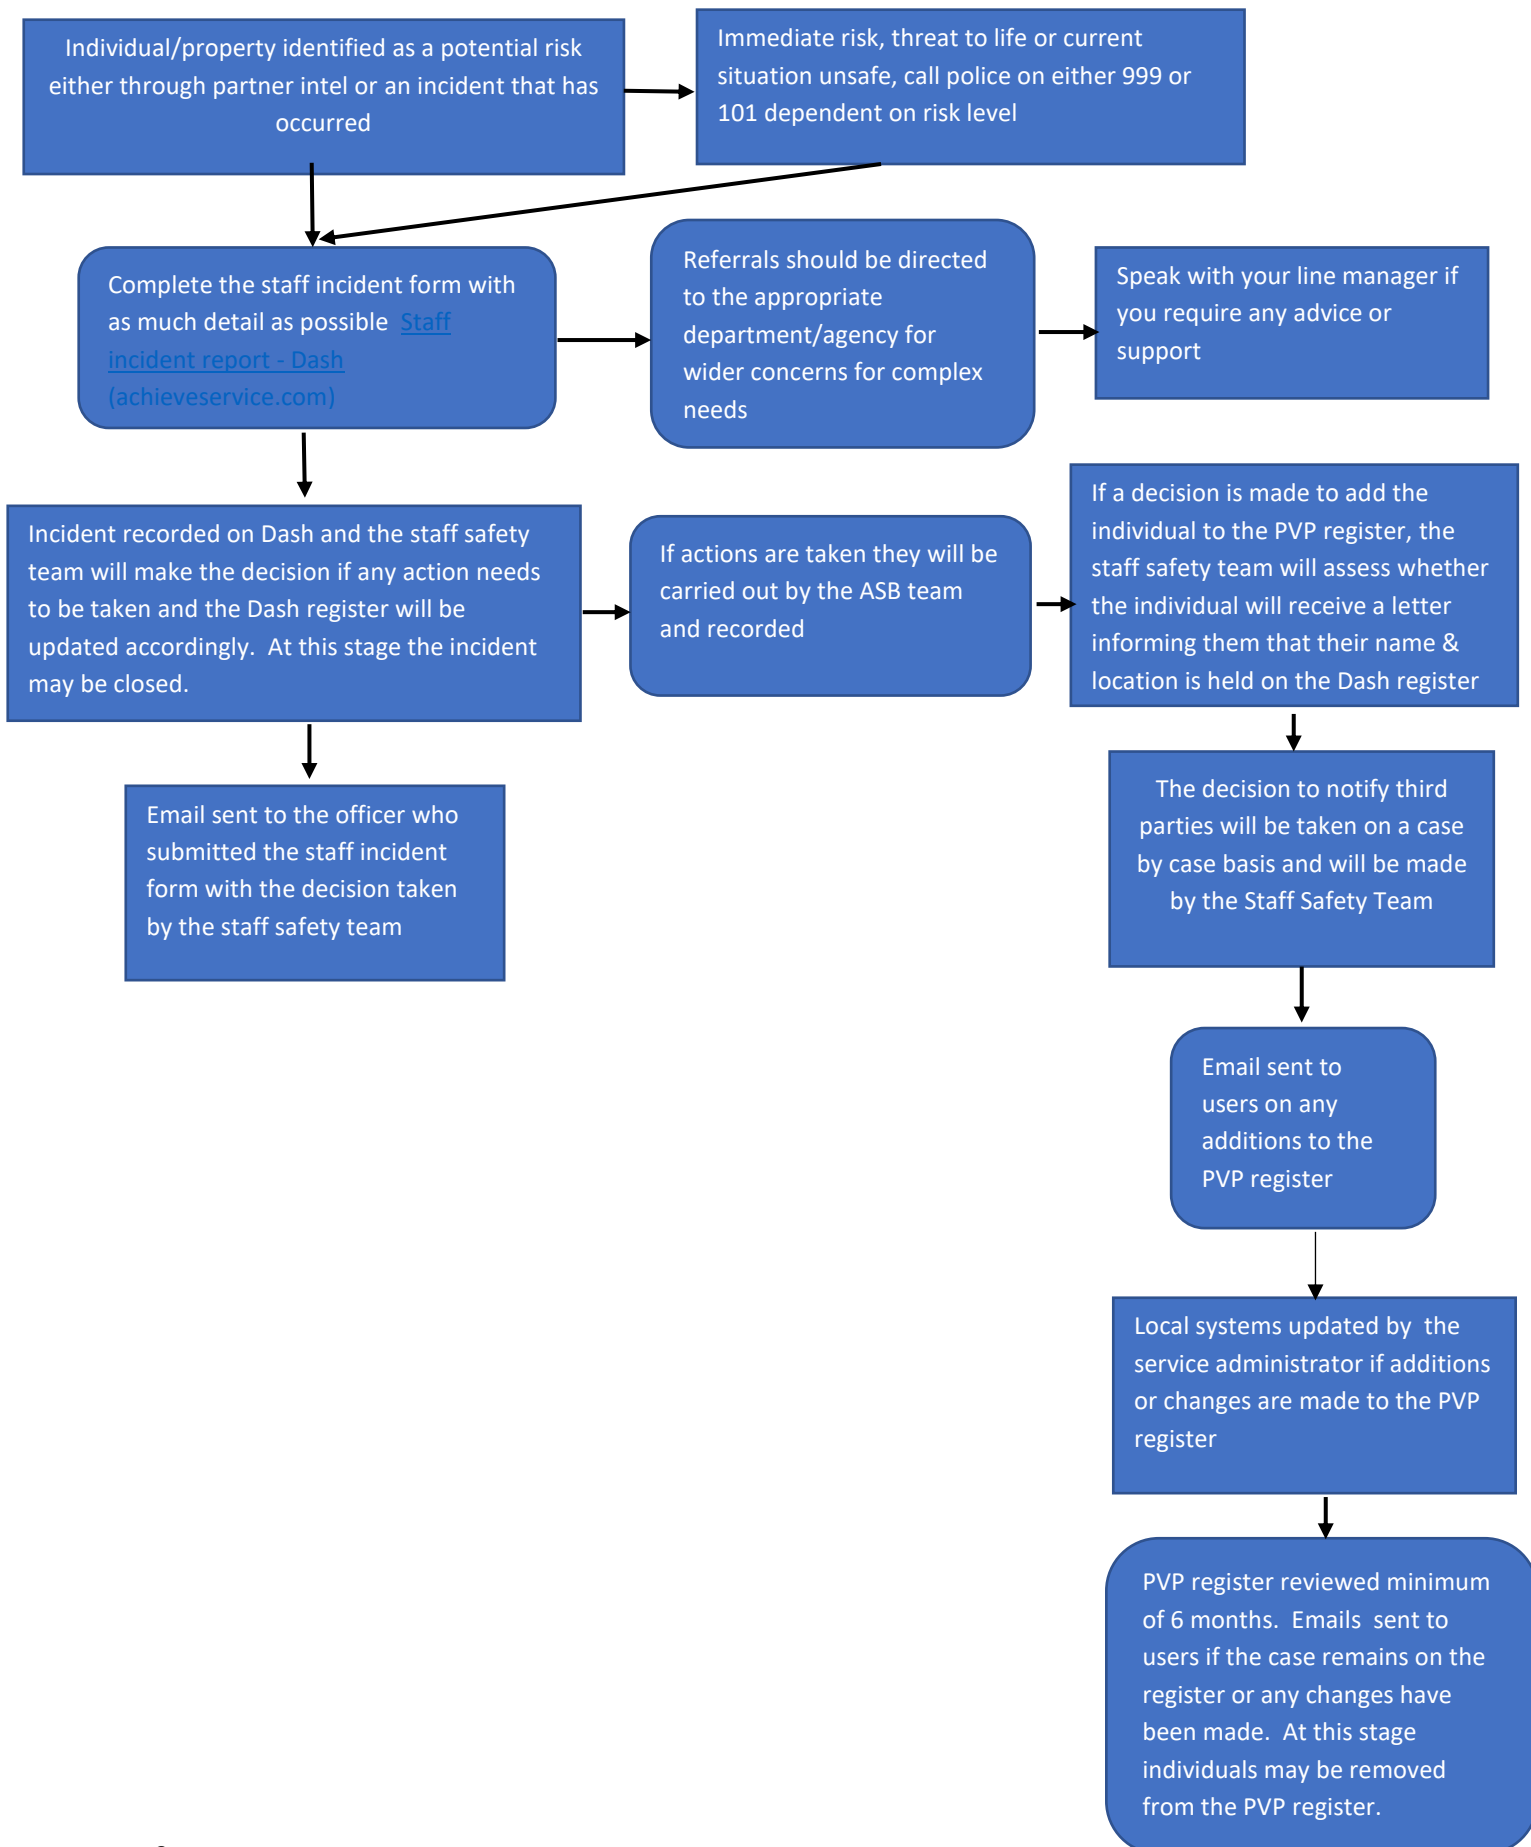 Individual/property identified as a potential risk
either through partner intel or an incident that has
occurred
Immediate risk, threat to life or current
situation unsafe, call police on either 999 or
101 dependent on risk level
Complete the staff incident form with
as much detail as possible  Staff
incident report - Dash
(achieveservice.com)
Referrals should be directed
to the appropriate
department/agency for
wider concerns for complex
needs
Speak with your line manager if
you require any advice or
support
Incident recorded on Dash and the staff safety
team will make the decision if any action needs
to be taken and the Dash register will be
updated accordingly.  At this stage the incident
may be closed.
If actions are taken they will be
carried out by the ASB team
and recorded
If a decision is made to add the
individual to the PVP register, the
staff safety team will assess whether
the individual will receive a letter
informing them that their name &
location is held on the Dash register
Email sent to the officer who
submitted the staff incident
form with the decision taken
by the staff safety team
The decision to notify third
parties will be taken on a case
by case basis and will be made
by the Staff Safety Team
Email sent to
users on any
additions to the
PVP register
Local systems updated by  the
service administrator if additions
or changes are made to the PVP
register
PVP register reviewed minimum
of 6 months.  Emails  sent to
users if the case remains on the
register or any changes have
been made.  At this stage
individuals may be removed
from the PVP register.